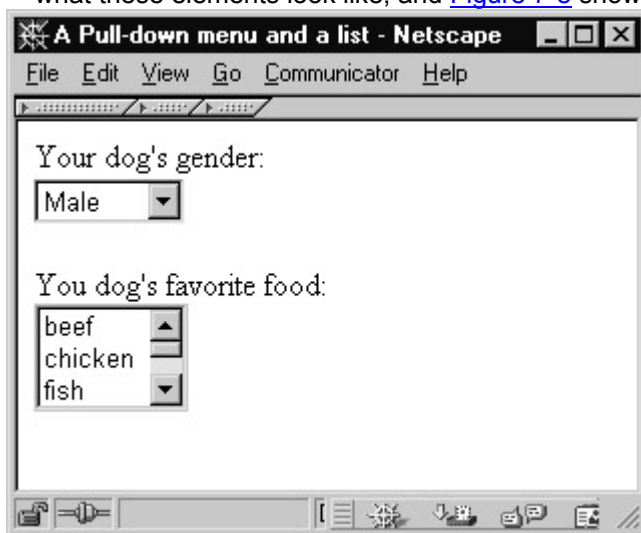 what these elements look like, and Figure 7-8 show
A Pull-down menu and a list - Netscape
File Edit View Go Communicator Help
Your dog's gender:
Male
You dog's favorite food:
beef
chicken
fish